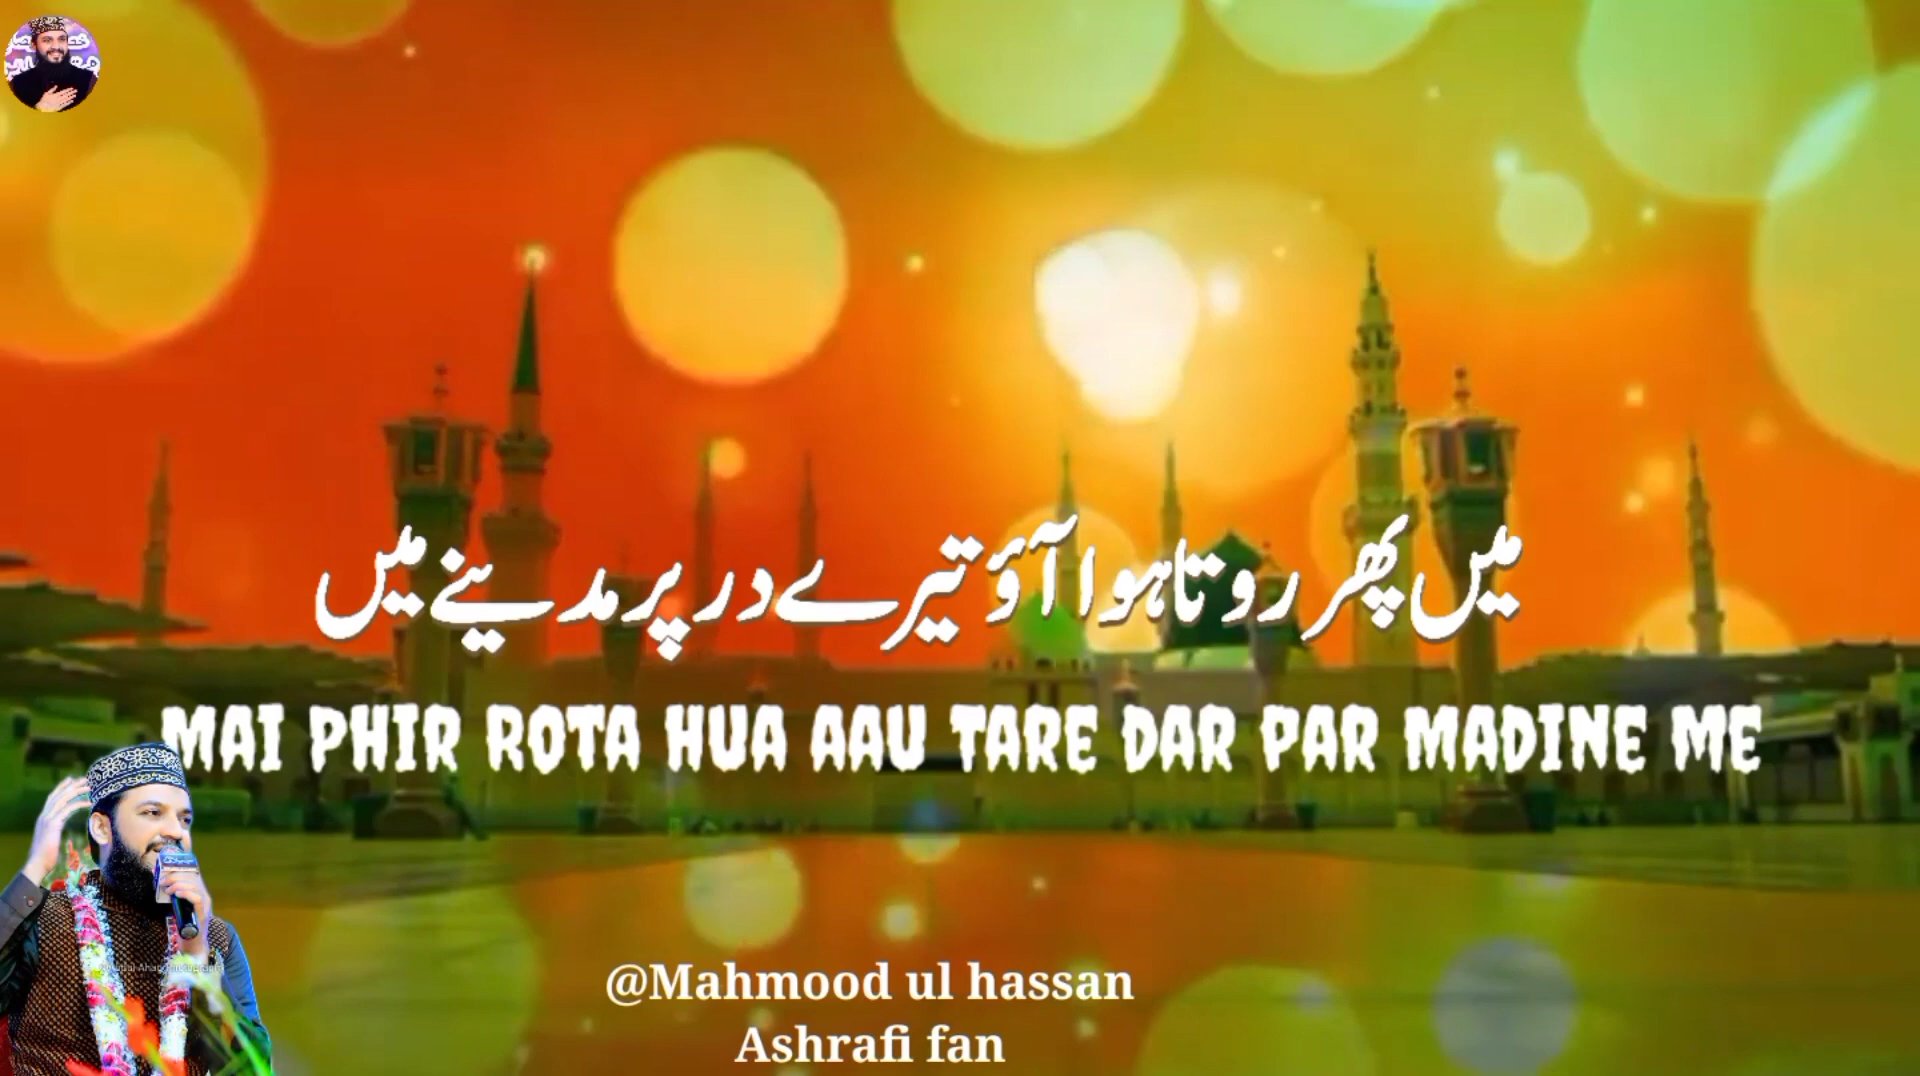 میں پھر روتا ہوا آؤ تیرے در پر مدینے میں
MAI PHIR ROTA HUA AAU TARE DAR PAR MADINE ME
@Mahmood ul hassan
Ashrafi fan